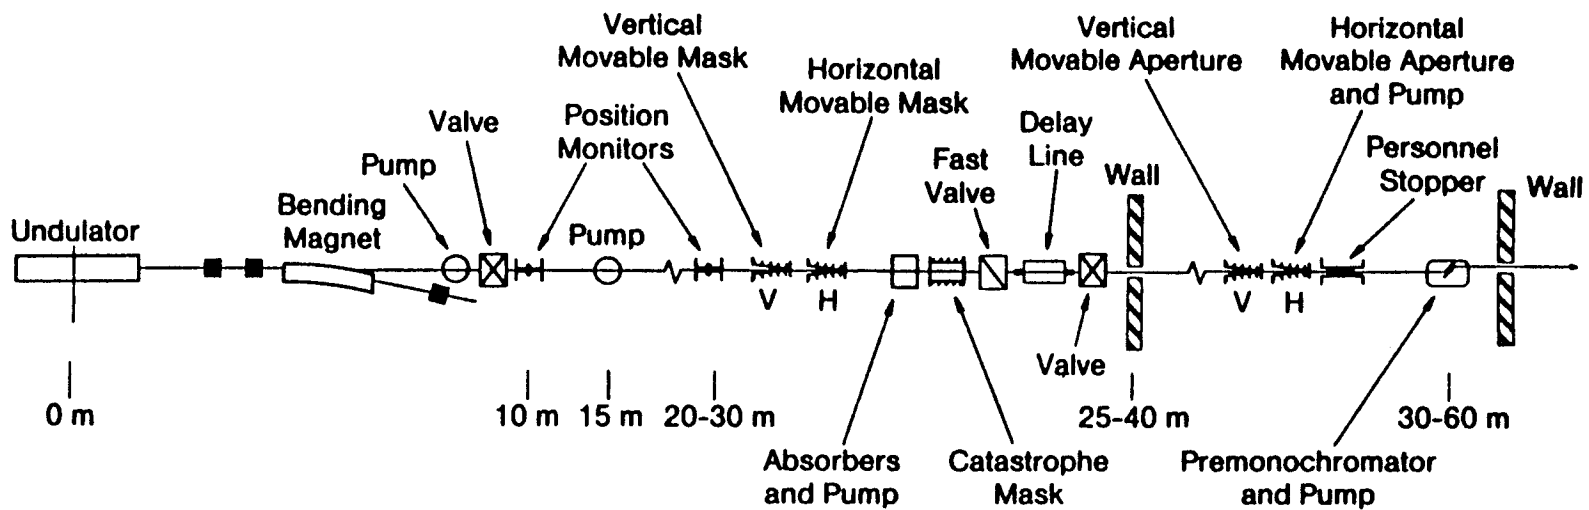 Vertical
Movable Mask
Horizontal
Movable Mask
Vertical
Movable Aperture
Horizontal
Movable Aperture
and Pump
Valve
Position
Monitors
Pump
Fast
Valve
Delay
Line
Wall
Personnel
Stopper
Wall
Undulator
Bending
Magnet
Pump
V
H
V
H
Valve
0 m
10 m
15 m
20-30 m
25-40 m
30-60 m
Absorbers
and Pump
Catastrophe
Mask
Premonochromator
and Pump